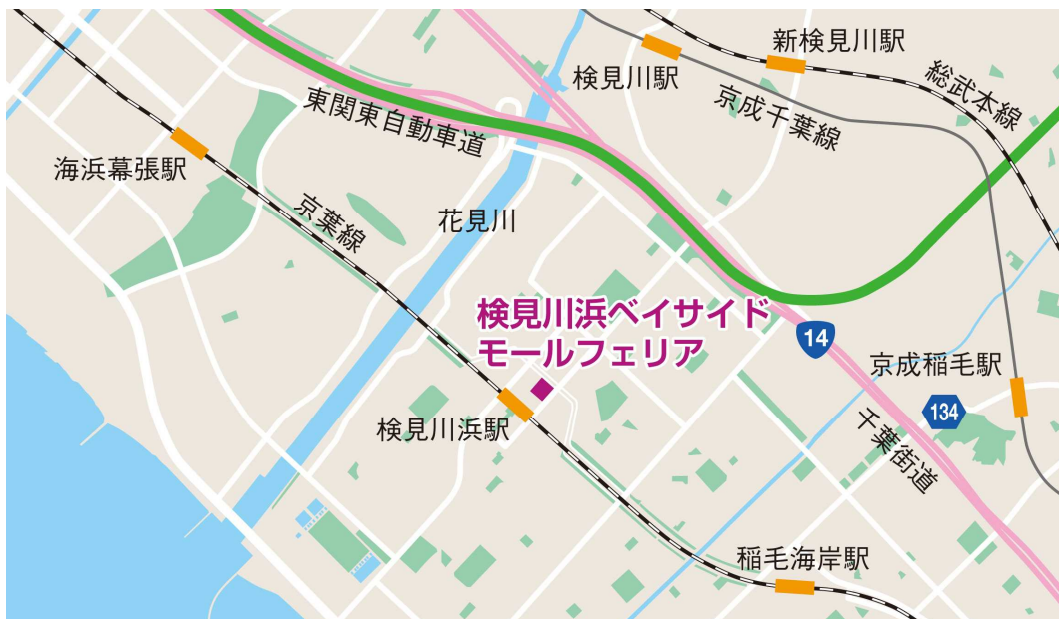 新検見川駅
検見川駅
総武本線
京成千葉線
東関東自動車道
海浜幕張駅
京葉線
花見川
検見川浜ベイサイド
モールフェリア
14
京成稲毛駅
134
検見川浜駅
千葉街道
稲毛海岸駅